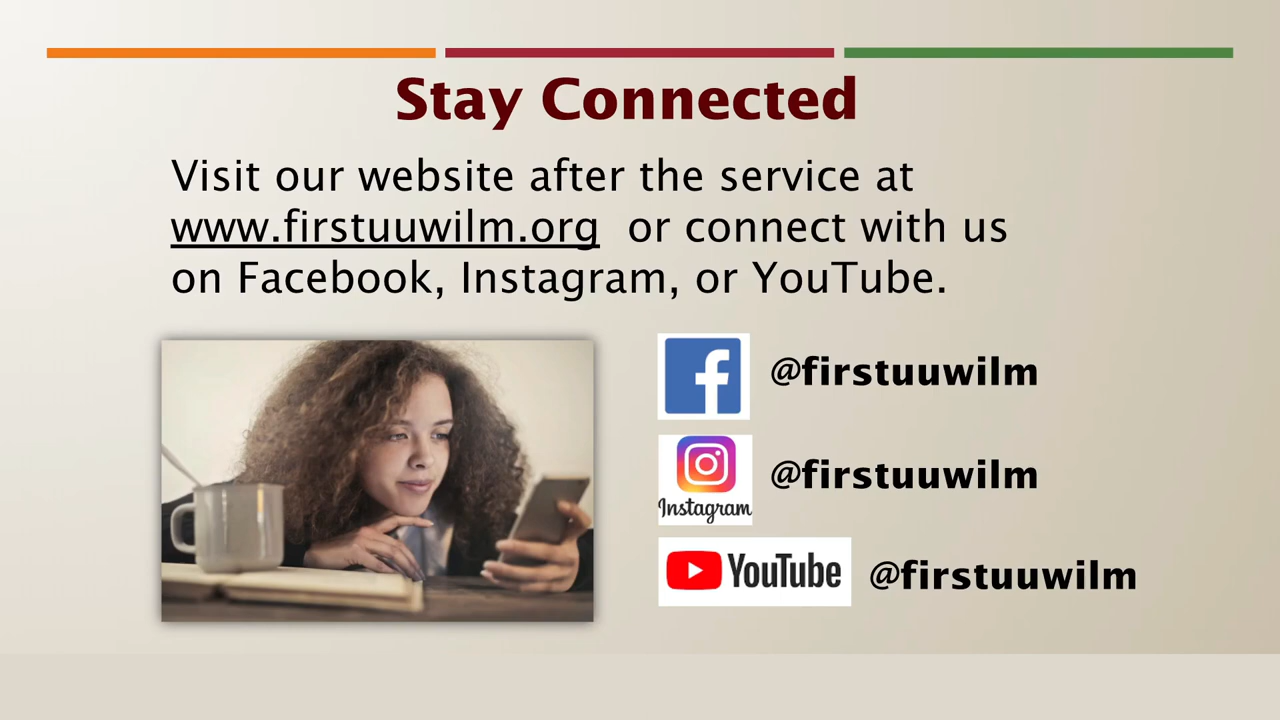 Stay Connected
Visit our website after the service at
www.firstuuwilm.org or connect with us
on Facebook, Instagram, or YouTube.
f
@firstuuwilm
Instagram
@firstuuwilm
YouTube
@firstuuwilm